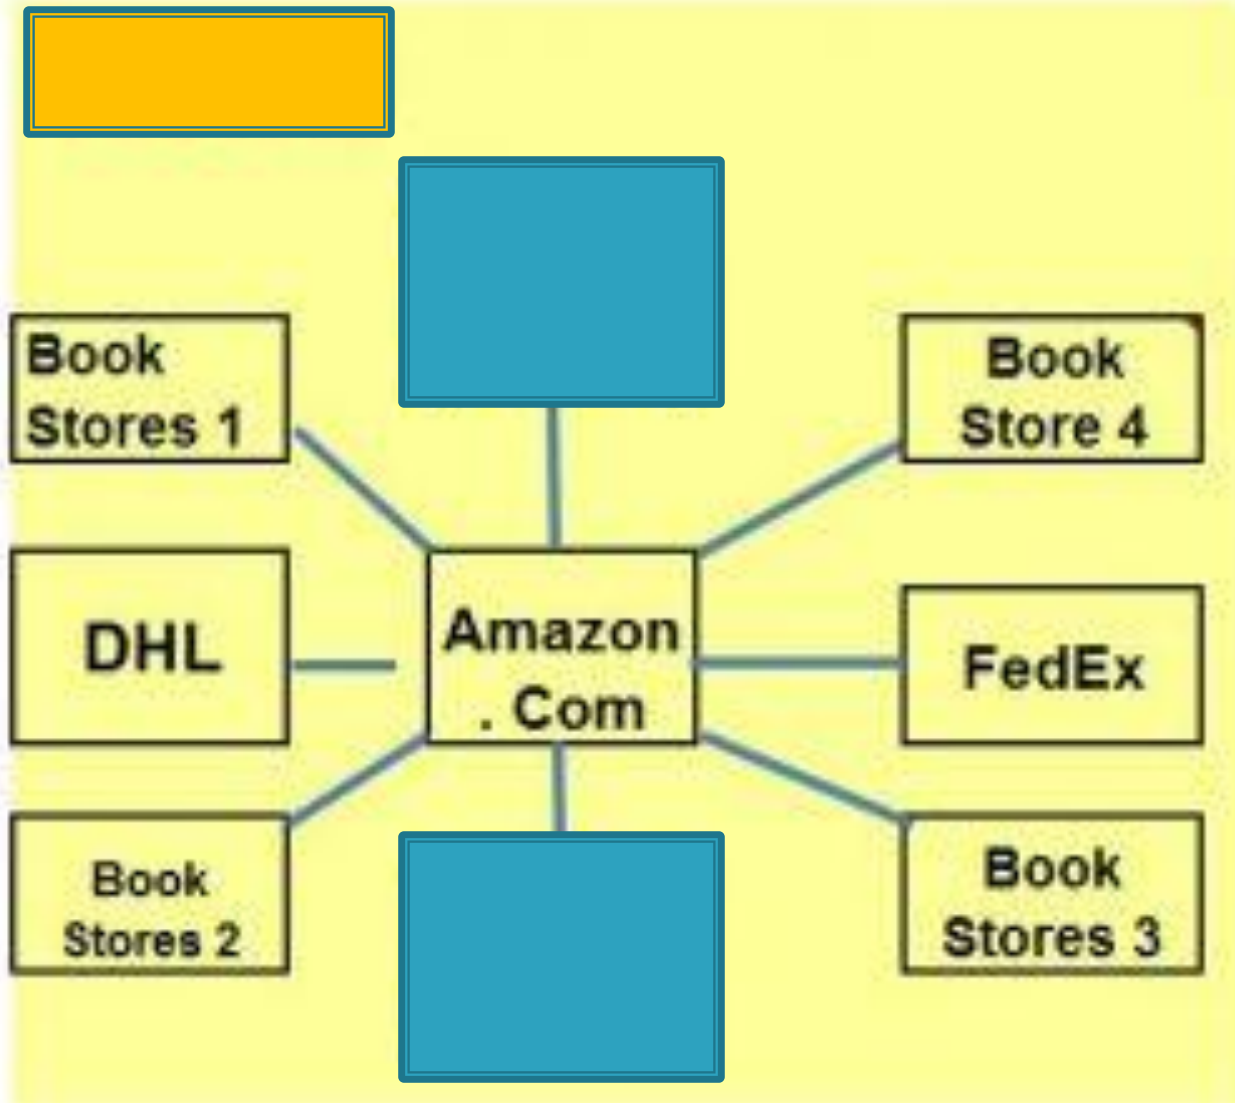 Book
Stores 1
Book
Store 4
DHL
Amazon
. Com
FedEx
Book
Stores 2
Book
Stores 3